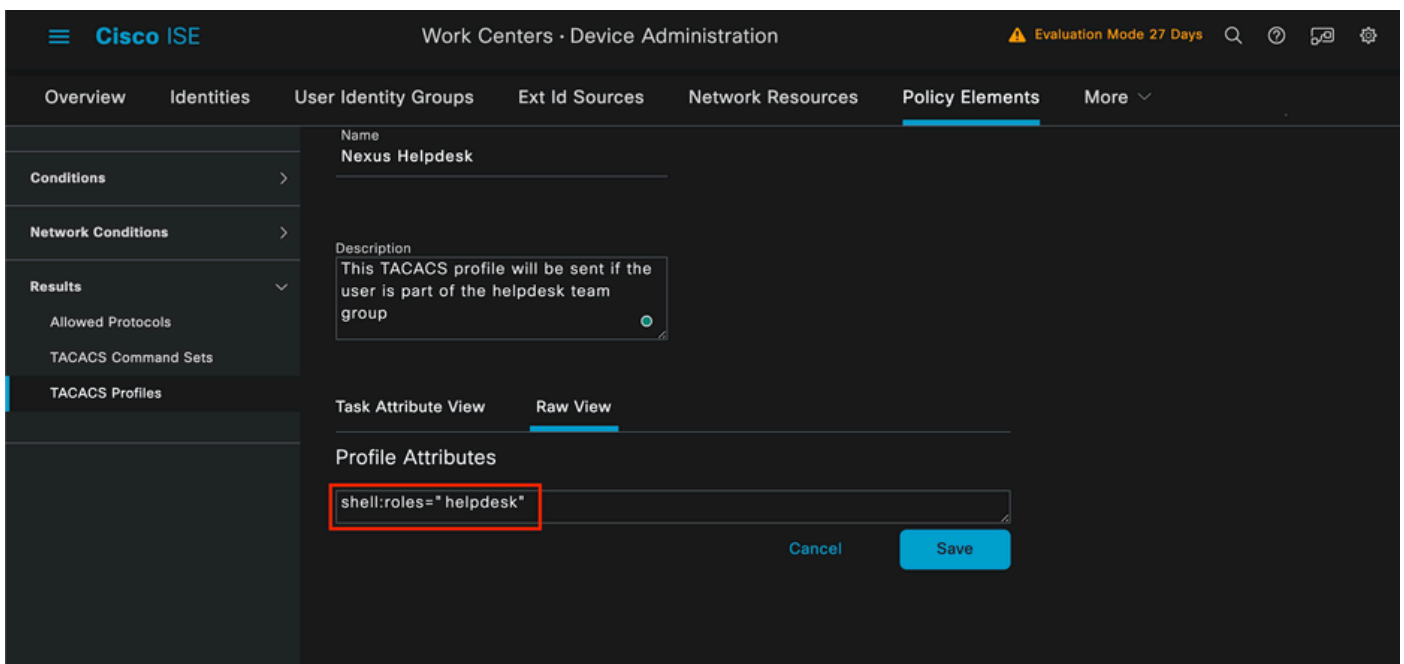 Cisco ISE
Work Centers · Device Administration
Evaluation Mode 27 Days
Overview
Identities
User Identity Groups
Ext Id Sources
Network Resources
Policy Elements
More
Conditions
Network Conditions
Results
Allowed Protocols
TACACS Command Sets
TACACS Profiles
Name
Nexus Helpdesk
Description
This TACACS profile will be sent if the
user is part of the helpdesk team
group
Task Attribute View
Raw View
Profile Attributes
shell:roles=" helpdesk"
Cancel
Save